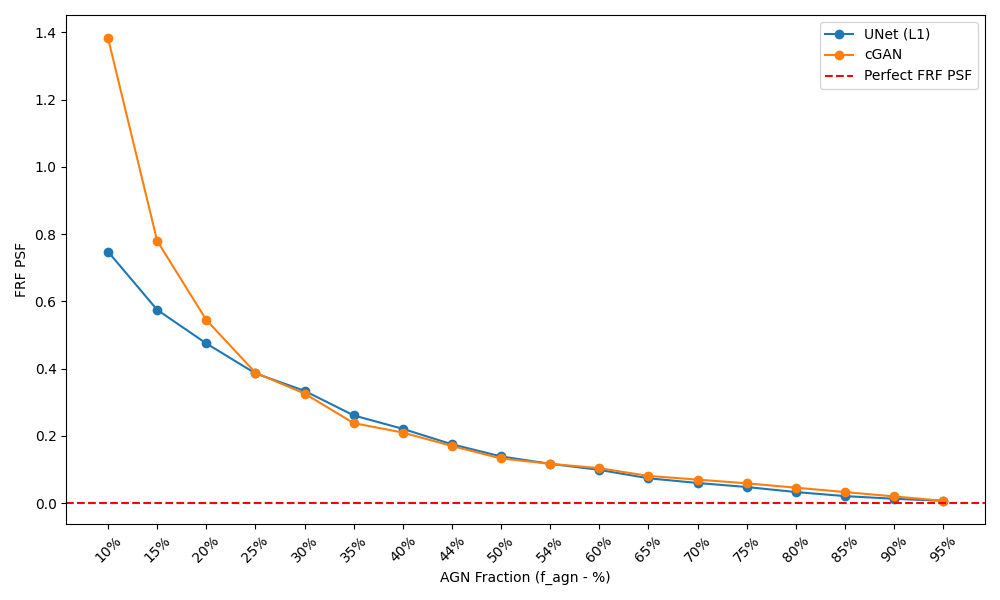 UNet (L1)
cGAN
Perfect FRF PSF
FRF PSF
1.4
1.2
1.0
0.8
0.6
0.4
0.2
0.0
10% 15% 20% 25% 30% 35% 40% 44% 50% 54% 60% 65% 70% 75% 80% 85% 90% 95%
AGN Fraction (f_agn - %)